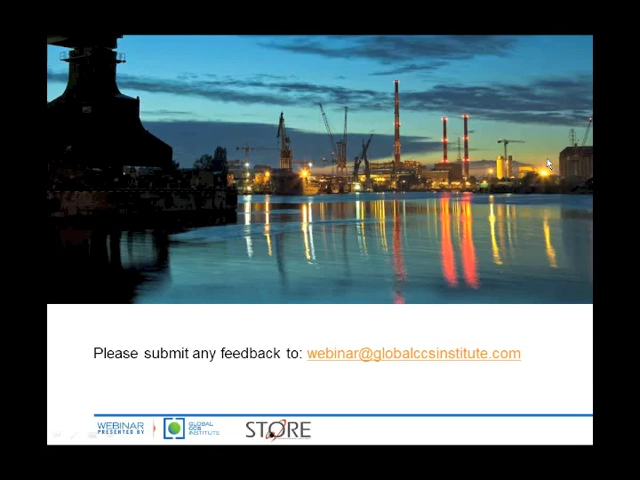 Please submit any feedback to: webinar@globalccsinstitute.com
WEBINAR
PRESENTED BY
GLOBAL
CCS
INSTITUTE
STORE